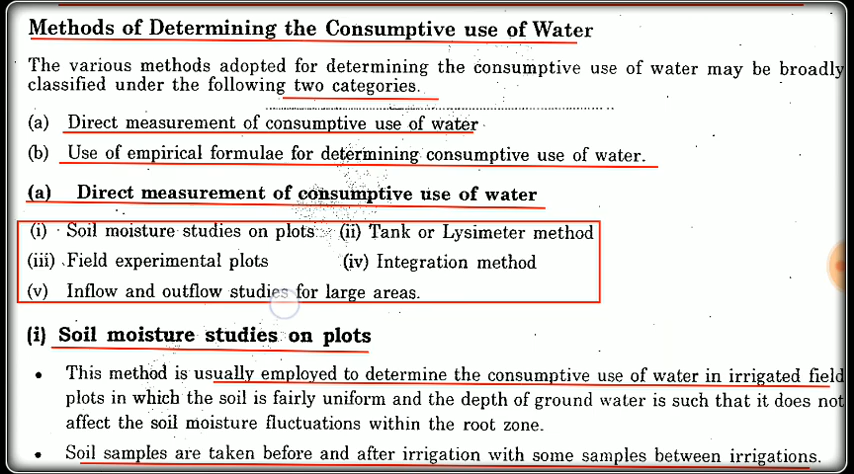 Methods of Determining the Consumptive use of Water
The various methods adopted for determining the consumptive use of water may be broadly
classified under the following two categories.
(a) Direct measurement of consumptive use of water
(b) Use of empirical formulae for determining consumptive use of water.
(a) Direct measurement of consumptive use of water
(i) Soil moisture studies on plots (ii) Tank or Lysimeter method
(iii) Field experimental plots (iv) Integration method
(v) Inflow and outflow studies for large areas.
(i) Soil moisture studies on plots
• This method is usually employed to determine the consumptive use of water in irrigated field
plots in which the soil is fairly uniform and the depth of ground water is such that it does not
affect the soil moisture fluctuations within the root zone.
• Soil samples are taken before and after irrigation with some samples between irrigations.